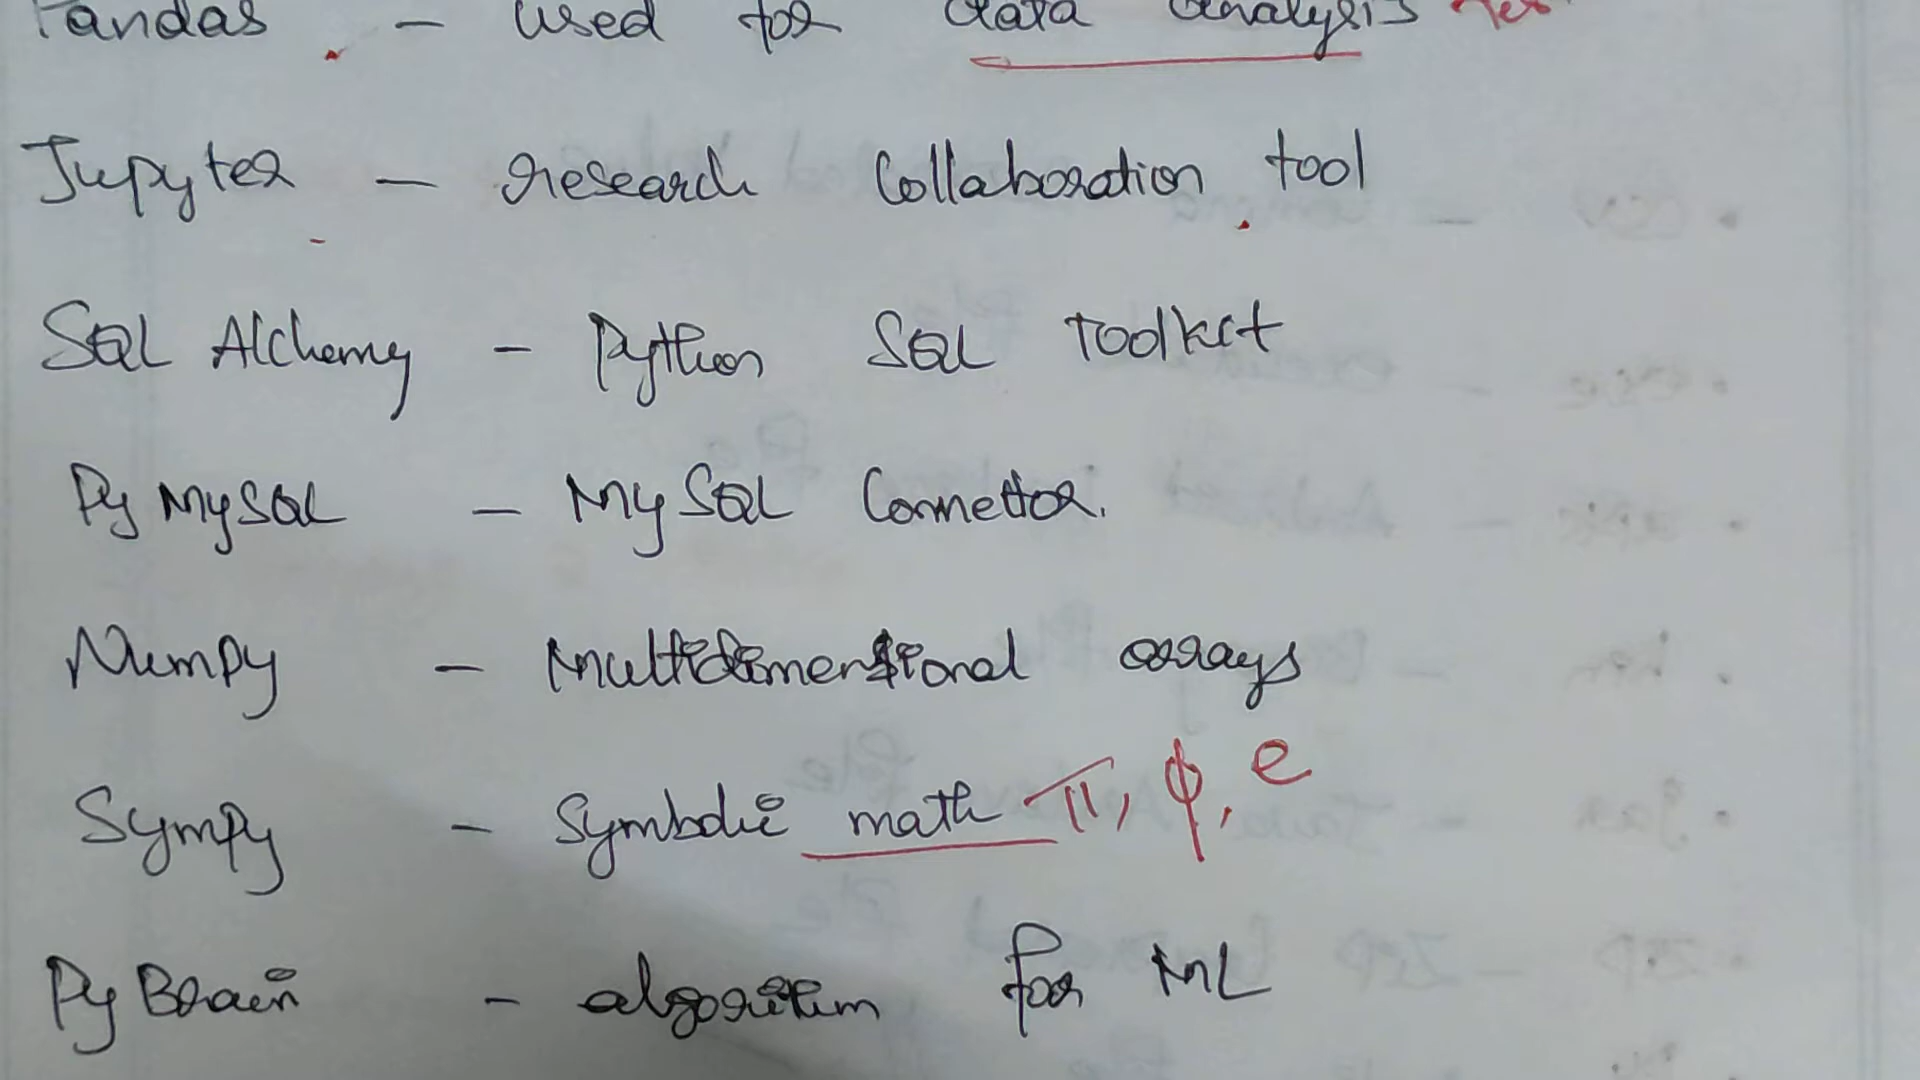 Pandas - used for data analysis
Jupyter - research Collaboration tool
SQL Alchemy - Python SQL Toolkit
Py MySQL - MySQL Connettor.
Numpy - Multidimensional arrays
Sympy - Symbolic math π, φ, e
Py Brain - algorithm for ML